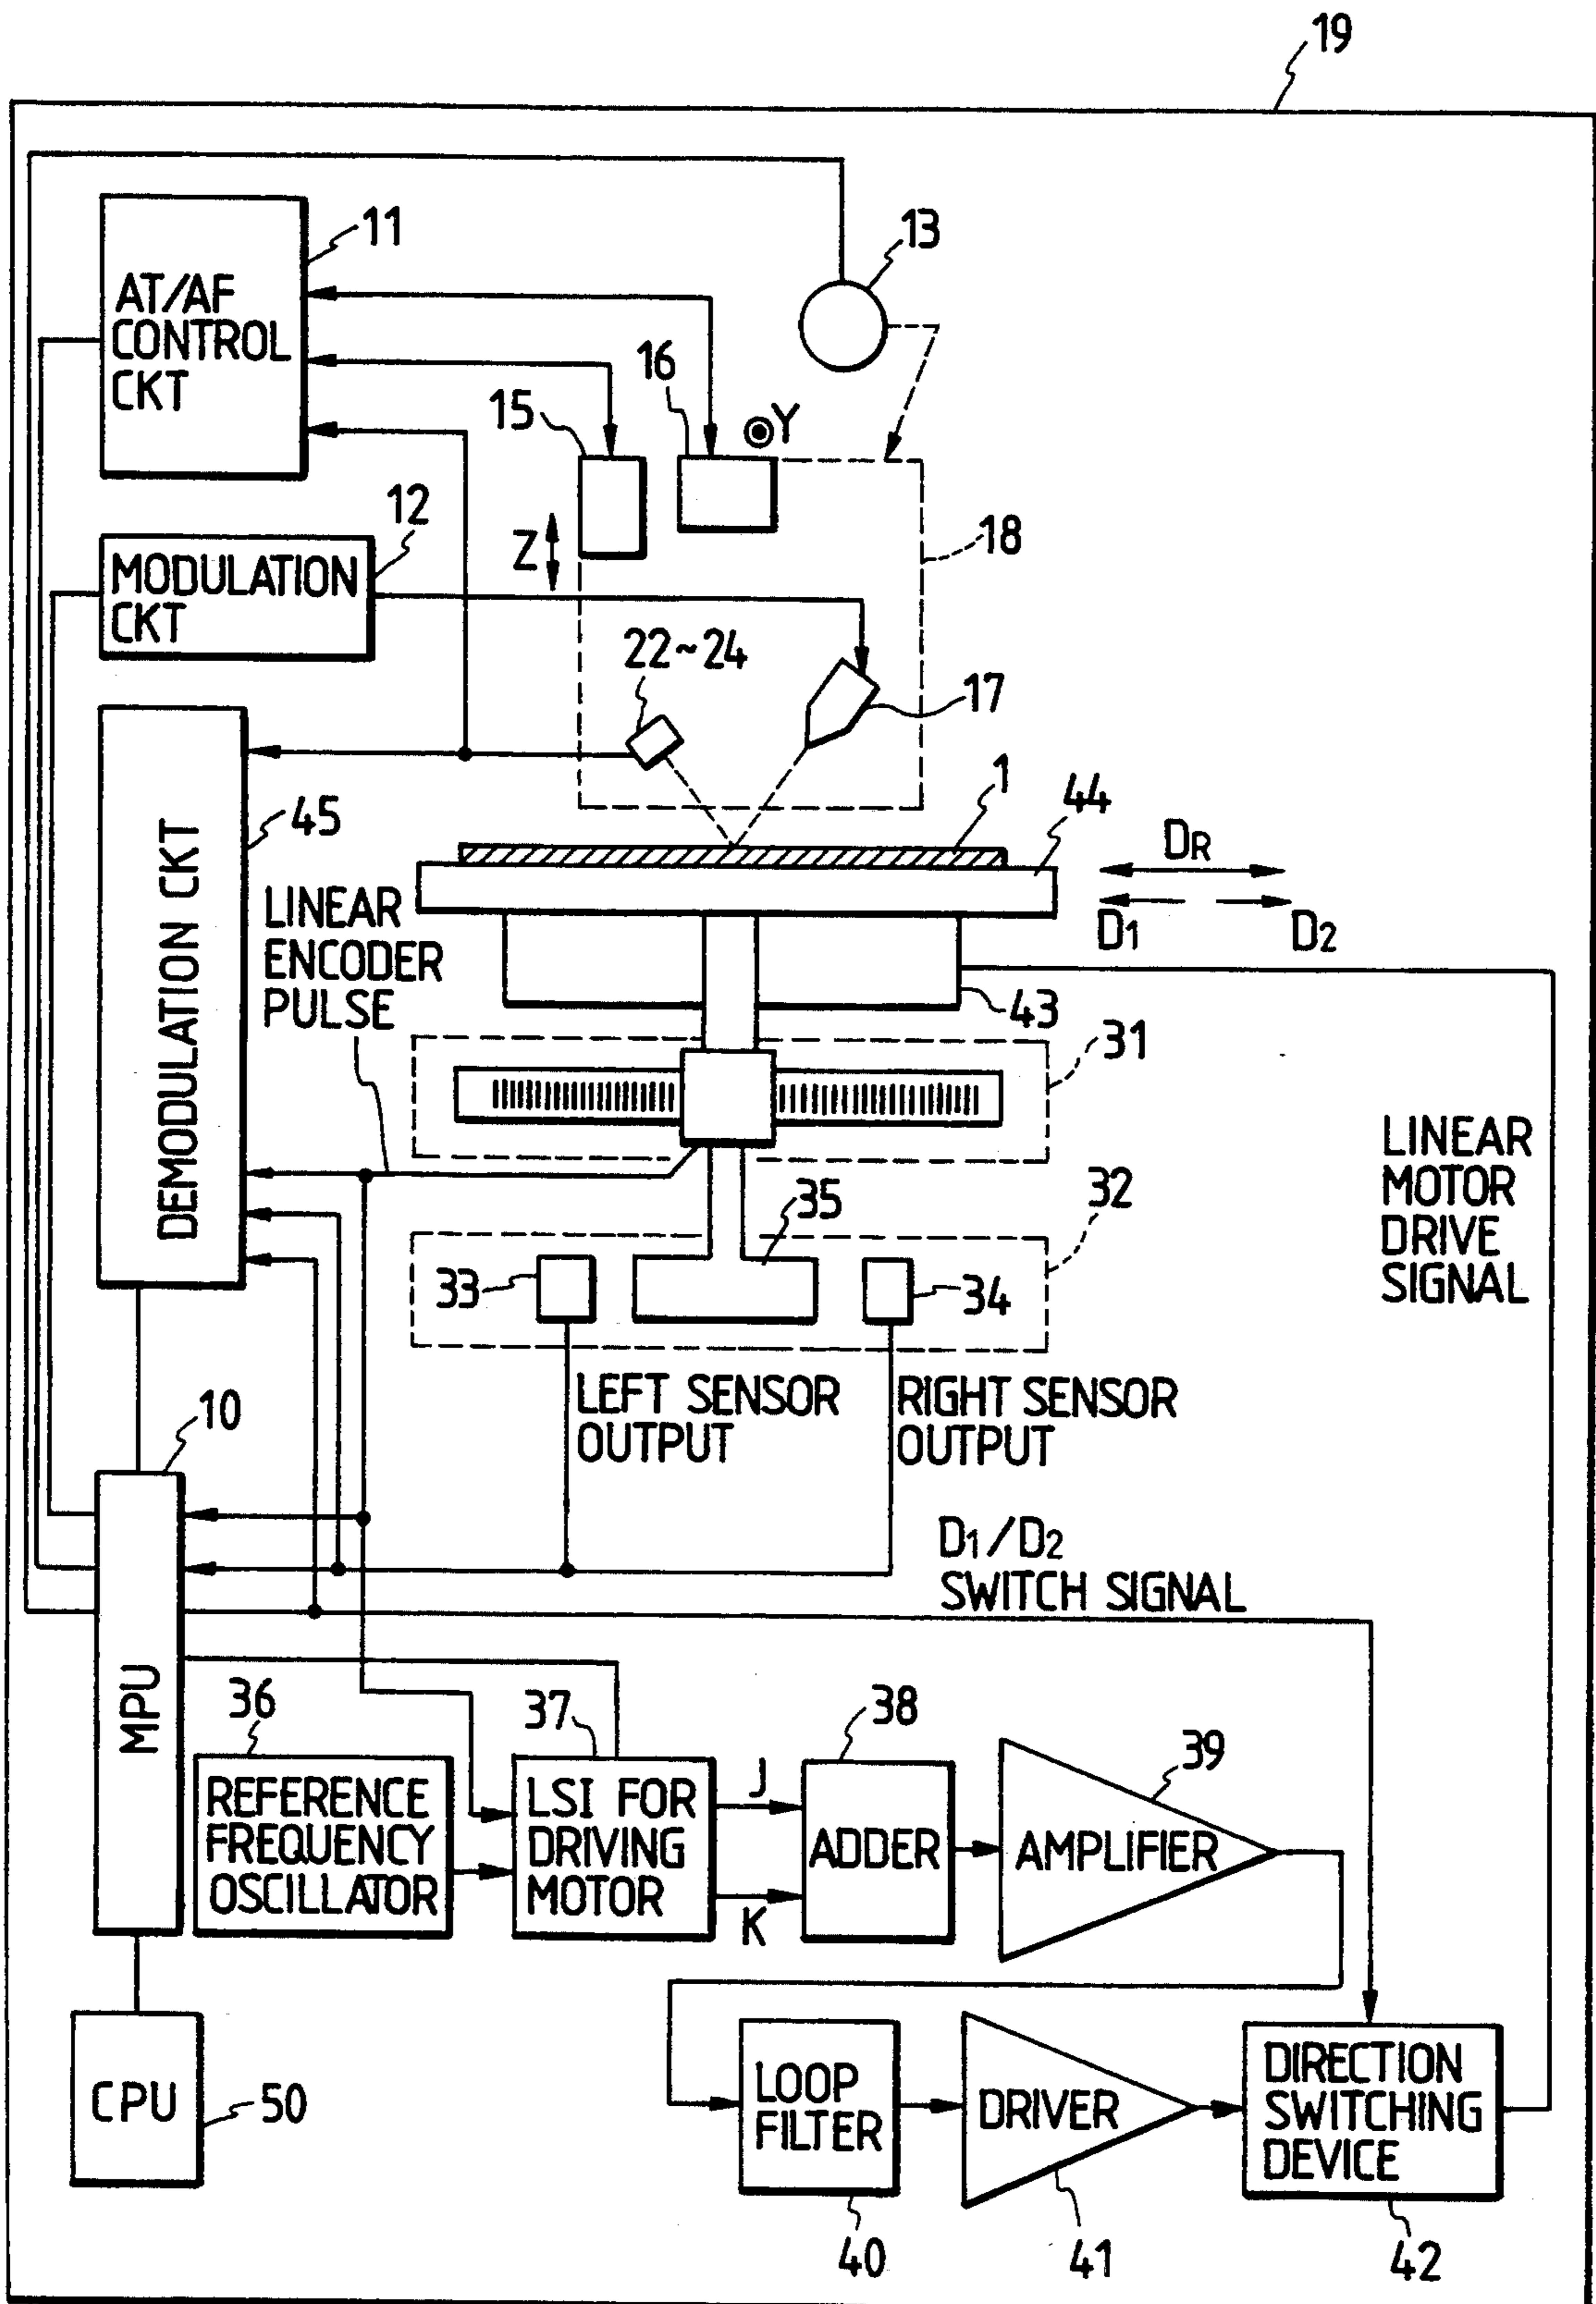 19
11
13
AT/AF
CONTROL
CKT
16
15
Y
12
Z
18
MODULATION
CKT
22~24
17
1
44
45
DR
D1
D2
DEMODULATION CKT
LINEAR
ENCODER
PULSE
43
31
LINEAR
MOTOR
DRIVE
SIGNAL
35
32
33
34
LEFT SENSOR
OUTPUT
RIGHT SENSOR
OUTPUT
10
D1/D2
SWITCH SIGNAL
MPU
36
37
38
39
REFERENCE
FREQUENCY
OSCILLATOR
LSI FOR
DRIVING
MOTOR
J
K
ADDER
AMPLIFIER
CPU
50
LOOP
FILTER
DRIVER
DIRECTION
SWITCHING
DEVICE
40
41
42